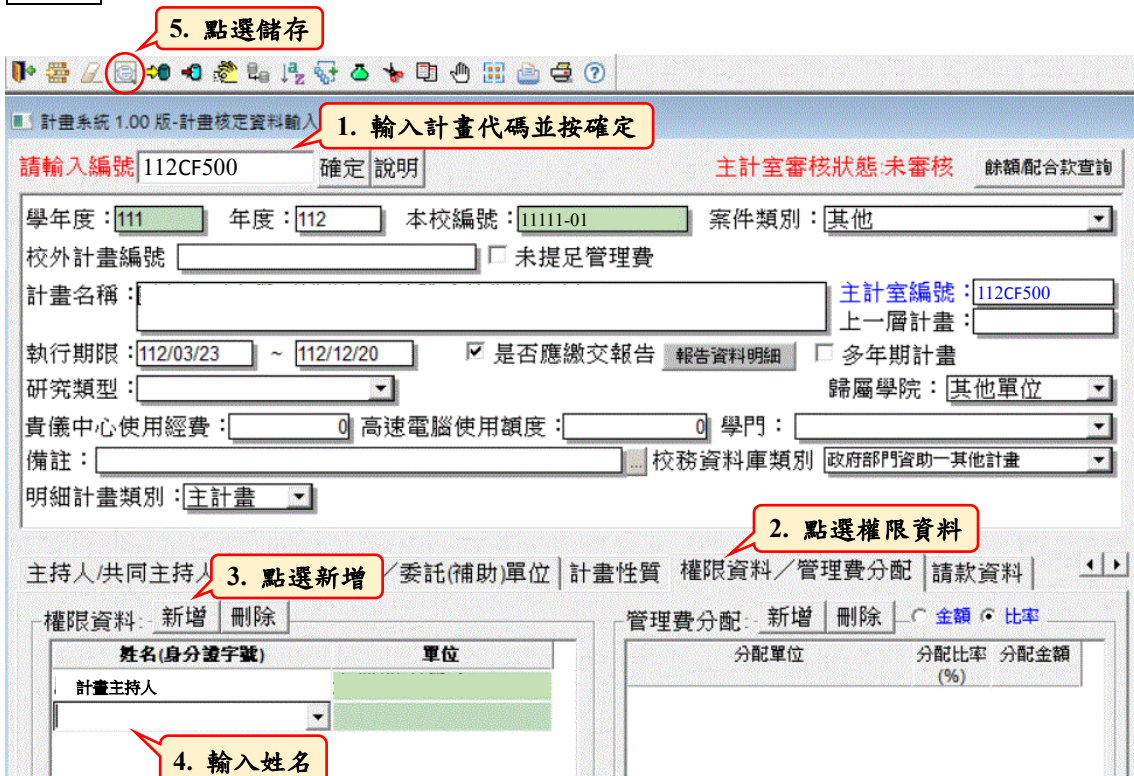 5. 點選儲存
計畫系統 1.00 版-計畫核定資料輸入
1. 輸入計畫代碼並按確定
請輸入編號 112CF500 確定 說明 主計室審核狀態:未審核 餘額/配合款查詢
學年度：111 年度：112 本校編號：11111-01 案件類別：其他
校外計畫編號 未提足管理費
計畫名稱： 主計室編號：112CF500
上一層計畫：
執行期限：112/03/23 ~ 112/12/20 是否應繳交報告 報告資料明細 多年期計畫
研究類型： 歸屬學院：其他單位
貴儀中心使用經費：0 高速電腦使用額度：0 學門：
備註： ... 校務資料庫類別 政府部門資助—其他計畫
明細計畫類別：主計畫
2. 點選權限資料
主持人/共同主持人 3. 點選新增 ／委託(補助)單位 計畫性質 權限資料／管理費分配 請款資料
權限資料: 新增 刪除 管理費分配: 新增 刪除 金額 比率
姓名(身分證字號) 單位 分配單位 分配比率(%) 分配金額
計畫主持人
4. 輸入姓名